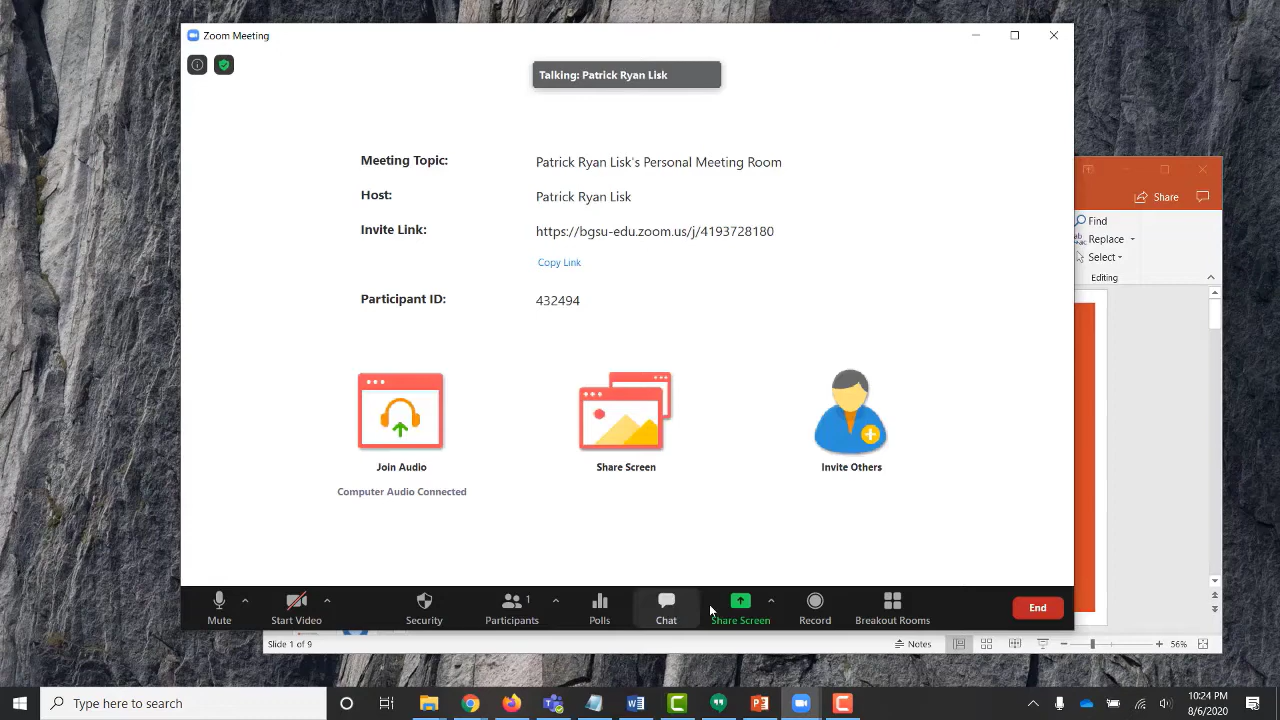 Zoom Meeting
Talking: Patrick Ryan Lisk
Meeting Topic: Patrick Ryan Lisk's Personal Meeting Room
Host: Patrick Ryan Lisk
Invite Link: https://bgsu-edu.zoom.us/j/4193728180
Copy Link
Participant ID: 432494
Join Audio Share Screen Invite Others
Computer Audio Connected
Share
Find
Replace
Select
Editing
Mute Start Video Security Participants 1 Polls Chat Share Screen Record Breakout Rooms End
Slide 1 of 9 Notes 56%
Type here to search
10:24 PM
8/6/2020